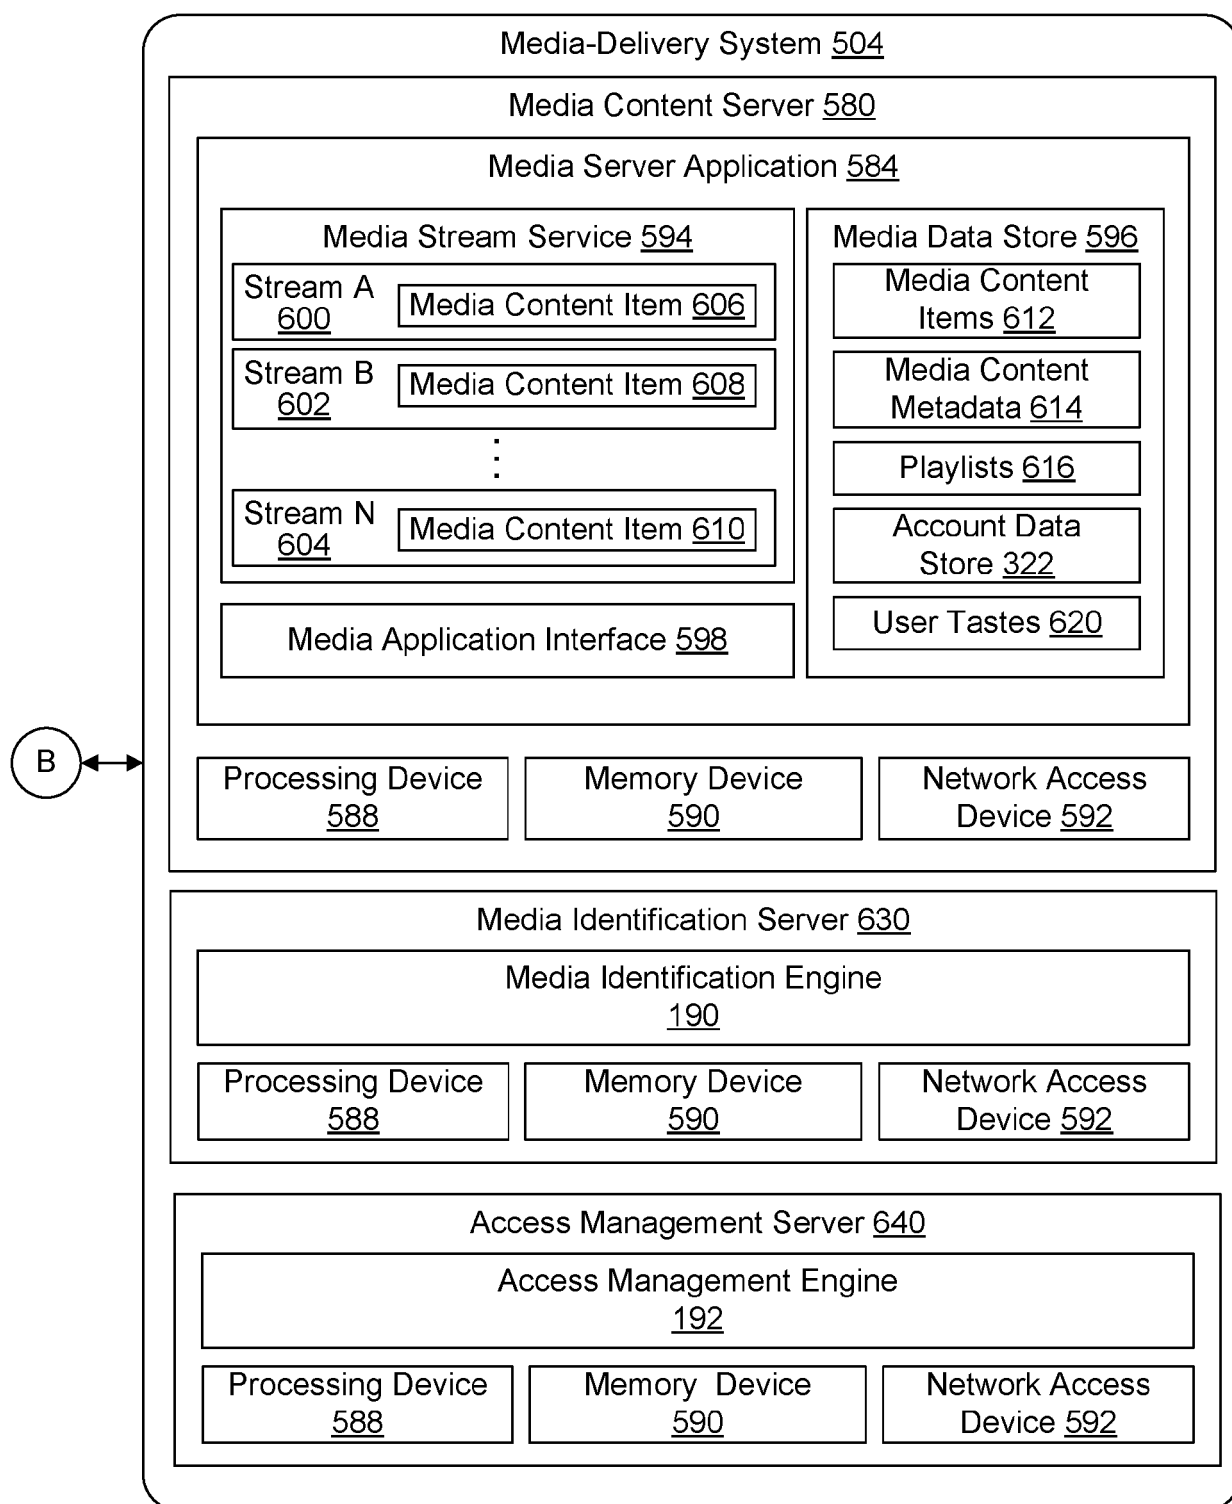 Media-Delivery System 504
Media Content Server 580
Media Server Application 584
Media Stream Service 594
Stream A
600
Media Content Item 606
Stream B
602
Media Content Item 608
⋮
Stream N
604
Media Content Item 610
Media Application Interface 598
Media Data Store 596
Media Content
Items 612
Media Content
Metadata 614
Playlists 616
Account Data
Store 322
User Tastes 620
B
Processing Device
588
Memory Device
590
Network Access
Device 592
Media Identification Server 630
Media Identification Engine
190
Processing Device
588
Memory Device
590
Network Access
Device 592
Access Management Server 640
Access Management Engine
192
Processing Device
588
Memory Device
590
Network Access
Device 592